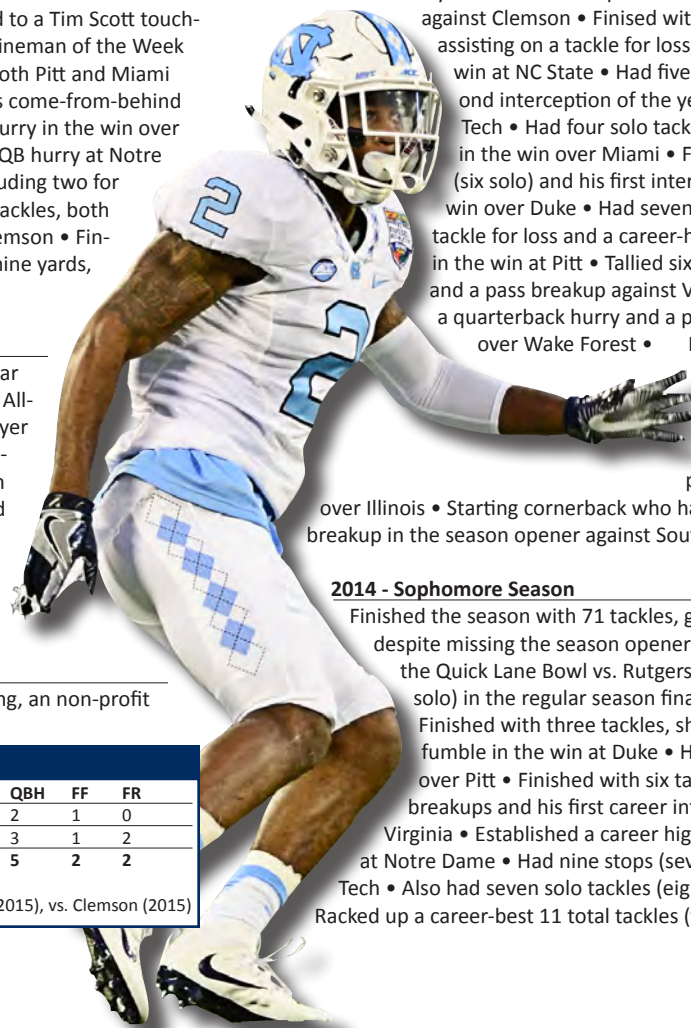 d to a Tim Scott touch-
ineman of the Week
oth Pitt and Miami
s come-from-behind
urry in the win over
QB hurry at Notre
uding two for
ackles, both
emson • Fin-
nine yards,
ar
All-
yer
-
n
d
ng, an non-profit
QBH FF FR
2 1 0
3 1 2
5 2 2
2015), vs. Clemson (2015)
against Clemson • Finised wit
assisting on a tackle for loss
win at NC State • Had five
ond interception of the ye
Tech • Had four solo tack
in the win over Miami • F
(six solo) and his first inter
win over Duke • Had seven
tackle for loss and a career-h
in the win at Pitt • Tallied six
and a pass breakup against V
a quarterback hurry and a p
over Wake Forest •
p
over Illinois • Starting cornerback who ha
breakup in the season opener against Sout
2014 - Sophomore Season
Finished the season with 71 tackles, g
despite missing the season opener
the Quick Lane Bowl vs. Rutgers
solo) in the regular season fina
Finished with three tackles, sh
fumble in the win at Duke • H
over Pitt • Finished with six ta
breakups and his first career int
Virginia • Established a career hig
at Notre Dame • Had nine stops (sev
Tech • Also had seven solo tackles (eig
Racked up a career-best 11 total tackles (
NC
ACC
2
2